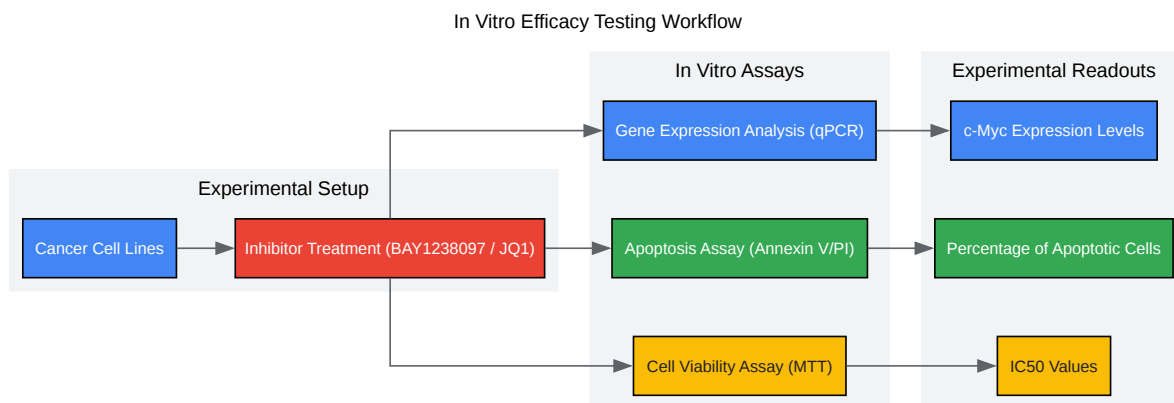 In Vitro Efficacy Testing Workflow
In Vitro Assays
Experimental Readouts
Gene Expression Analysis (qPCR)
c-Myc Expression Levels
Experimental Setup
Cancer Cell Lines
Inhibitor Treatment (BAY1238097 / JQ1)
Apoptosis Assay (Annexin V/PI)
Percentage of Apoptotic Cells
Cell Viability Assay (MTT)
IC50 Values